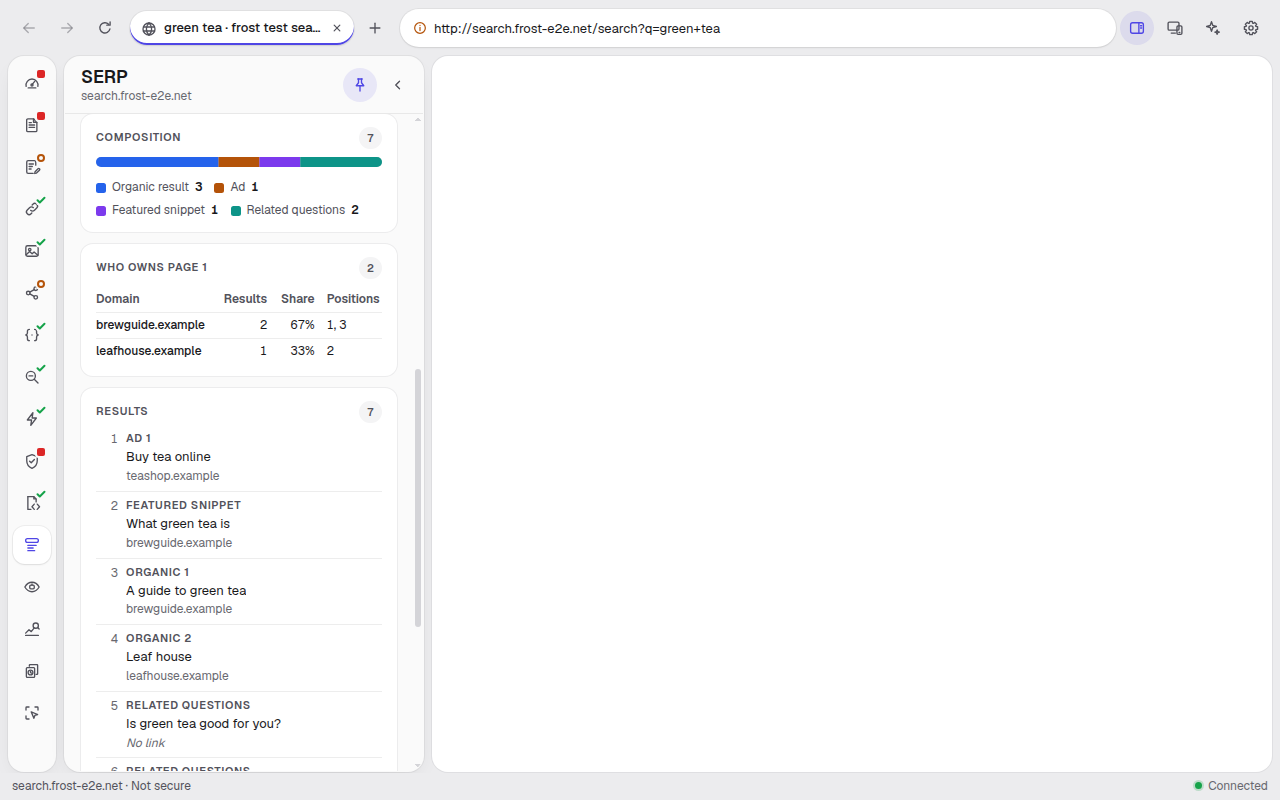 green tea · frost test sea...
http://search.frost-e2e.net/search?q=green+tea
SERP
search.frost-e2e.net
COMPOSITION 7
Organic result 3 Ad 1
Featured snippet 1 Related questions 2
WHO OWNS PAGE 1 2
Domain Results Share Positions
brewguide.example 2 67% 1, 3
leafhouse.example 1 33% 2
RESULTS 7
1 AD 1
Buy tea online
teashop.example
2 FEATURED SNIPPET
What green tea is
brewguide.example
3 ORGANIC 1
A guide to green tea
brewguide.example
4 ORGANIC 2
Leaf house
leafhouse.example
5 RELATED QUESTIONS
Is green tea good for you?
No link
6 RELATED QUESTIONS
search.frost-e2e.net · Not secure
Connected